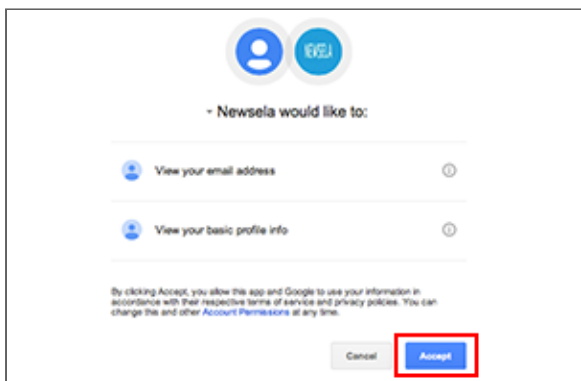 NEWSELA
Newsela would like to:
View your email address
View your basic profile info
By clicking Accept, you allow this app and Google to use your information in
accordance with their respective terms of service and privacy policies. You can
change this and other Account Permissions at any time.
Cancel
Accept